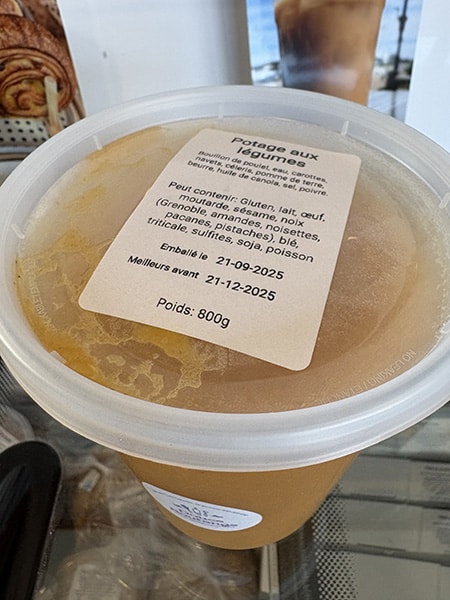 Potage aux
légumes
Bouillon de poulet, eau, carottes,
navets, céleris, pomme de terre,
beurre, huile de canola, sel, poivre.
Peut contenir: Gluten, lait, œuf,
moutarde, sésame, noix
(Grenoble, amandes, noisettes,
pacanes, pistaches), blé,
triticale, sulfites, soja, poisson
Emballé le 21-09-2025
Meilleurs avant 21-12-2025
Poids: 800g